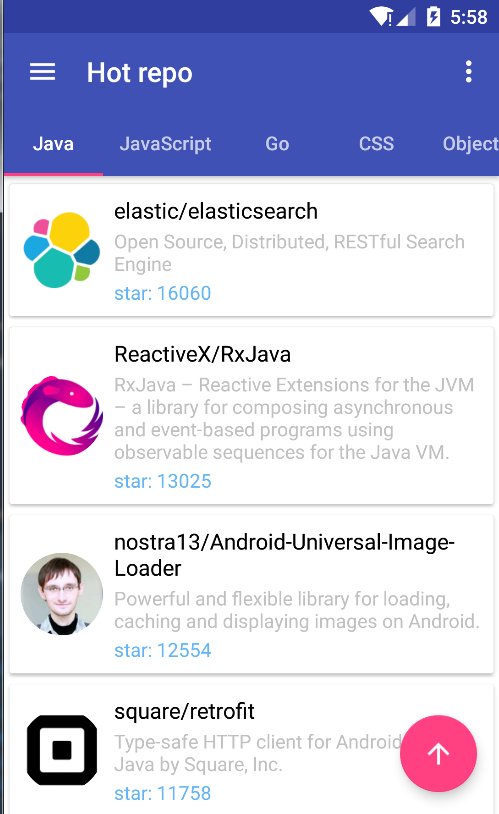 5:58
Hot repo
Java JavaScript Go CSS Object
elastic/elasticsearch
Open Source, Distributed, RESTful Search
Engine
star: 16060
ReactiveX/RxJava
RxJava – Reactive Extensions for the JVM
– a library for composing asynchronous
and event-based programs using
observable sequences for the Java VM.
star: 13025
nostra13/Android-Universal-Image-
Loader
Powerful and flexible library for loading,
caching and displaying images on Android.
star: 12554
square/retrofit
Type-safe HTTP client for Android
Java by Square, Inc.
star: 11758